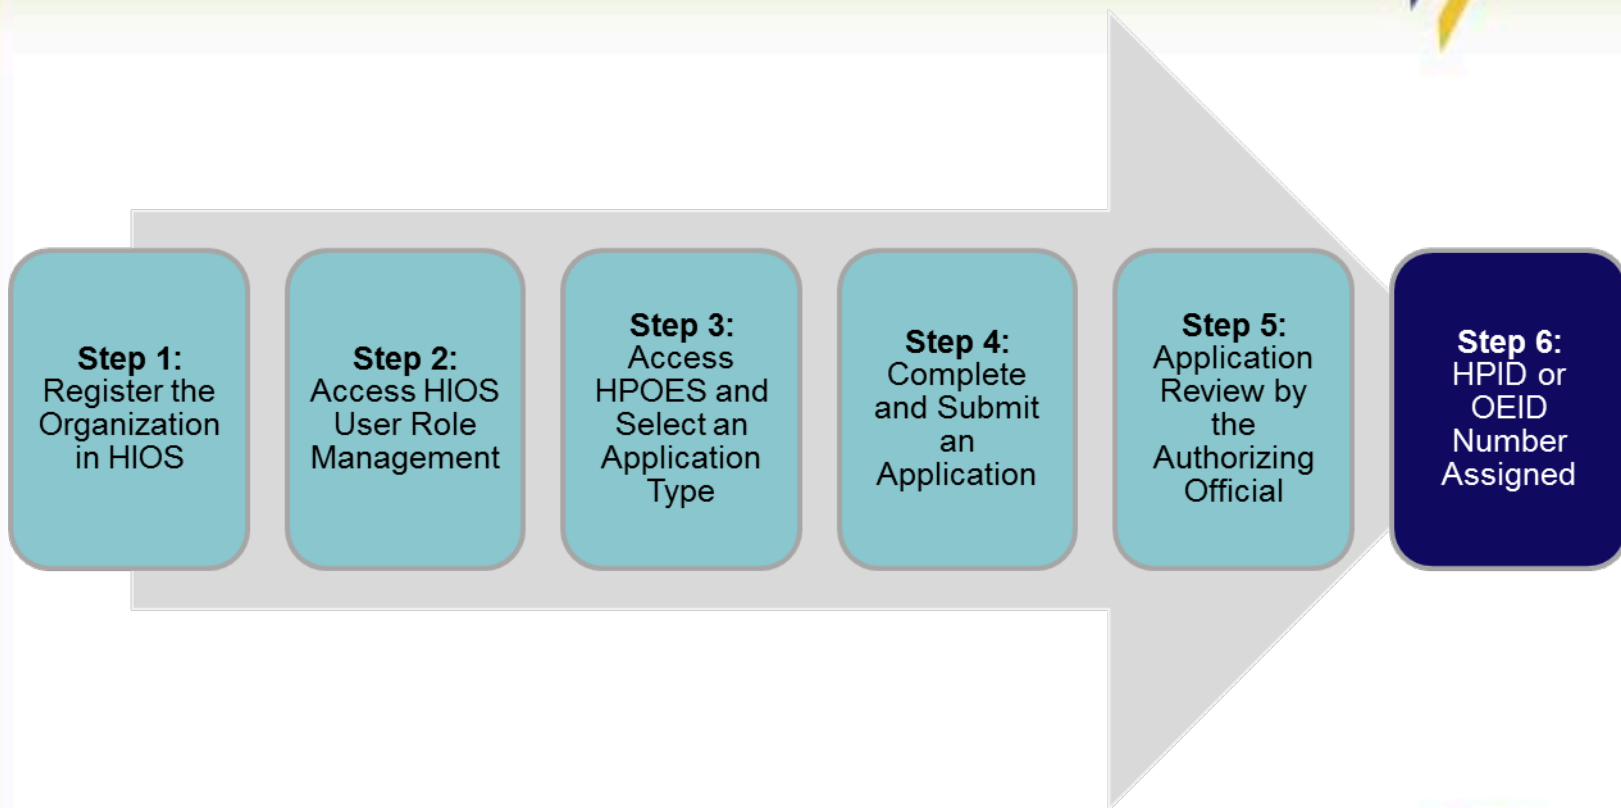 Step 1:
Register the
Organization
in HIOS
Step 2:
Access HIOS
User Role
Management
Step 3:
Access
HPOES and
Select an
Application
Type
Step 4:
Complete
and Submit
an
Application
Step 5:
Application
Review by
the
Authorizing
Official
Step 6:
HPID or
OEID
Number
Assigned